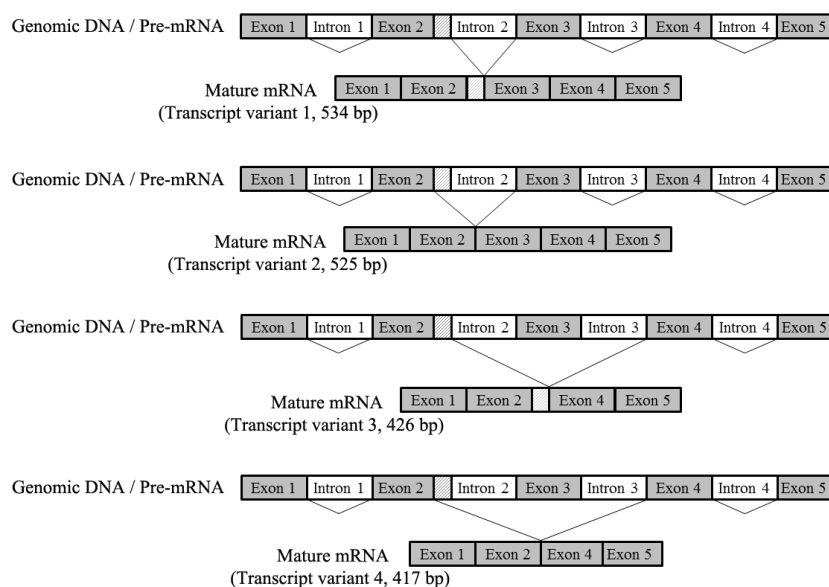 Genomic DNA / Pre-mRNA Exon 1 Intron 1 Exon 2 Intron 2 Exon 3 Intron 3 Exon 4 Intron 4 Exon 5
Mature mRNA Exon 1 Exon 2 Exon 3 Exon 4 Exon 5
(Transcript variant 1, 534 bp)
Genomic DNA / Pre-mRNA Exon 1 Intron 1 Exon 2 Intron 2 Exon 3 Intron 3 Exon 4 Intron 4 Exon 5
Mature mRNA Exon 1 Exon 2 Exon 3 Exon 4 Exon 5
(Transcript variant 2, 525 bp)
Genomic DNA / Pre-mRNA Exon 1 Intron 1 Exon 2 Intron 2 Exon 3 Intron 3 Exon 4 Intron 4 Exon 5
Mature mRNA Exon 1 Exon 2 Exon 4 Exon 5
(Transcript variant 3, 426 bp)
Genomic DNA / Pre-mRNA Exon 1 Intron 1 Exon 2 Intron 2 Exon 3 Intron 3 Exon 4 Intron 4 Exon 5
Mature mRNA Exon 1 Exon 2 Exon 4 Exon 5
(Transcript variant 4, 417 bp)